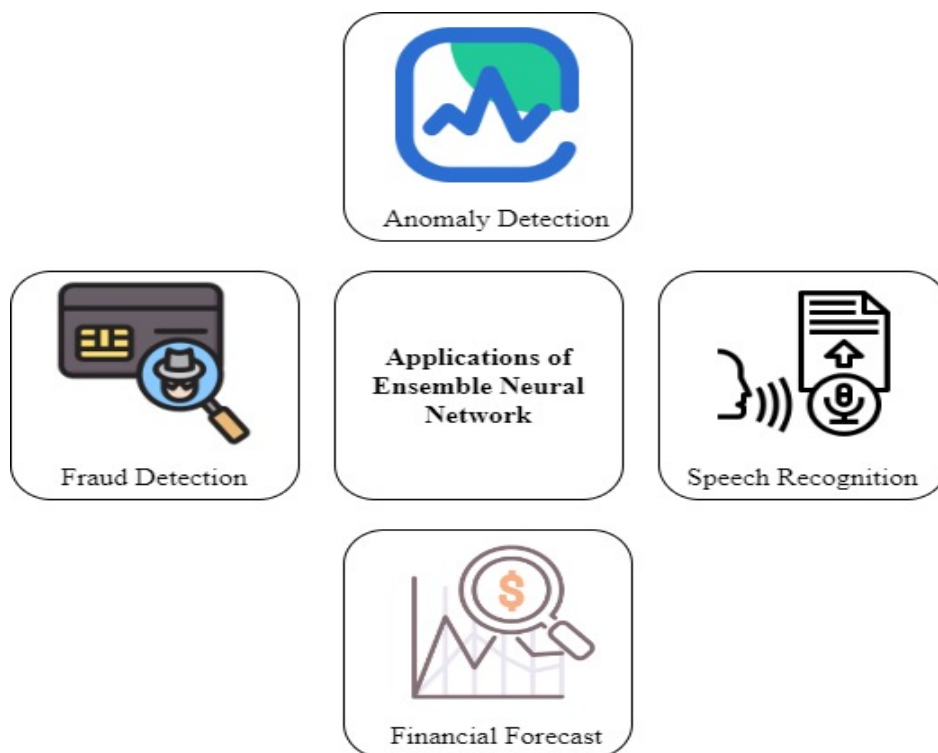 Anomaly Detection
Fraud Detection
Applications of
Ensemble Neural
Network
Speech Recognition
$
Financial Forecast